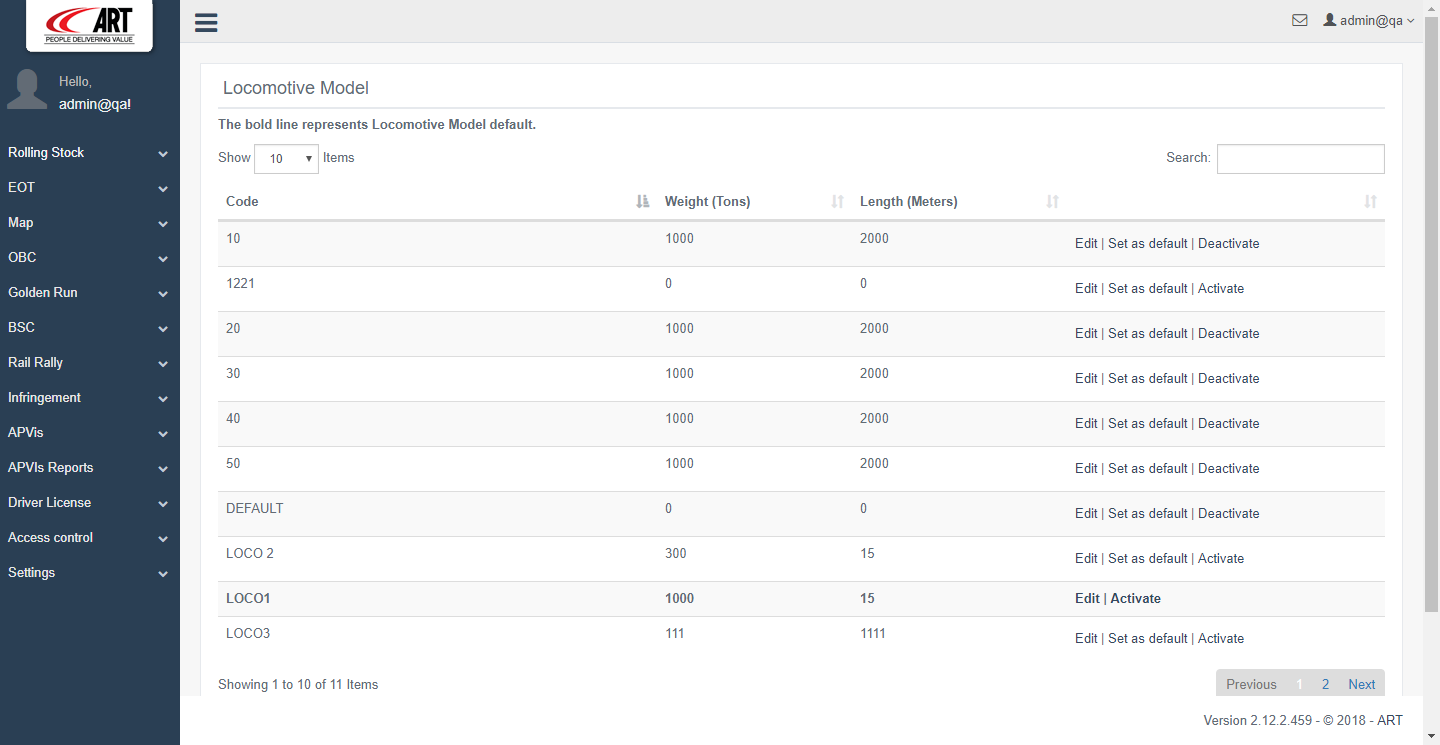 ART
PEOPLE DELIVERING VALUE
admin@qa
Hello,
admin@qa!
Rolling Stock
EOT
Map
OBC
Golden Run
BSC
Rail Rally
Infringement
APVis
APVIs Reports
Driver License
Access control
Settings
Locomotive Model
The bold line represents Locomotive Model default.
Show 10 Items Search:
Code Weight (Tons) Length (Meters)
10 1000 2000 Edit | Set as default | Deactivate
1221 0 0 Edit | Set as default | Activate
20 1000 2000 Edit | Set as default | Deactivate
30 1000 2000 Edit | Set as default | Deactivate
40 1000 2000 Edit | Set as default | Deactivate
50 1000 2000 Edit | Set as default | Deactivate
DEFAULT 0 0 Edit | Set as default | Deactivate
LOCO 2 300 15 Edit | Set as default | Activate
LOCO1 1000 15 Edit | Activate
LOCO3 111 1111 Edit | Set as default | Activate
Showing 1 to 10 of 11 Items Previous 1 2 Next
Version 2.12.2.459 - © 2018 - ART